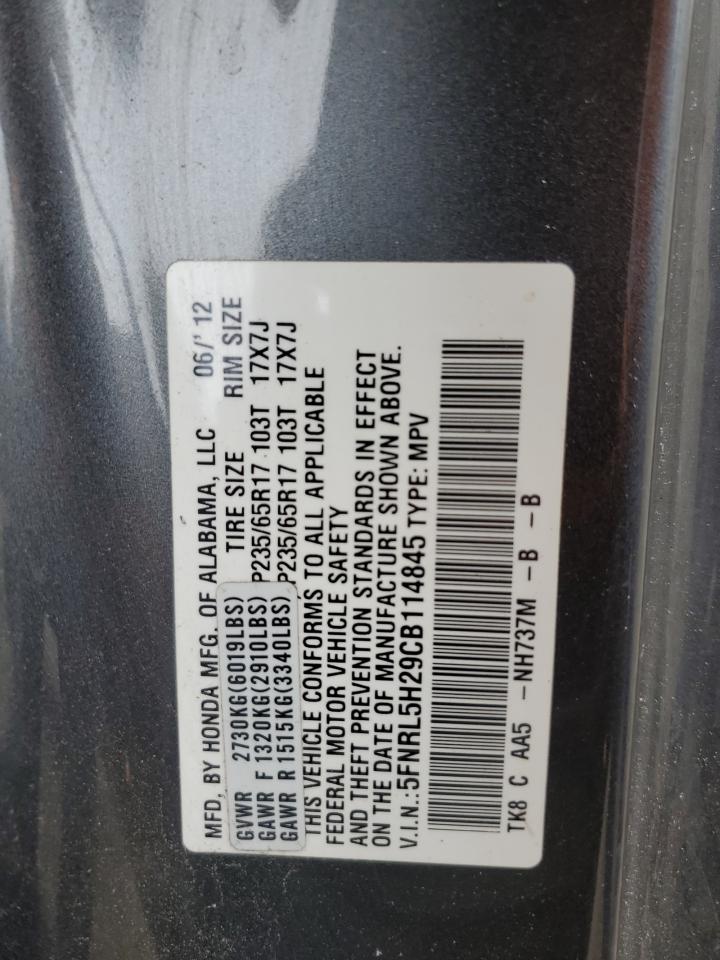 MFD. BY HONDA MFG. OF ALABAMA, LLC 06/'12
GVWR 2730KG(6019LBS) TIRE SIZE RIM SIZE
GAWR F 1320KG(2910LBS) P235/65R17 103T 17X7J
GAWR R 1515KG(3340LBS) P235/65R17 103T 17X7J
THIS VEHICLE CONFORMS TO ALL APPLICABLE
FEDERAL MOTOR VEHICLE SAFETY
AND THEFT PREVENTION STANDARDS IN EFFECT
ON THE DATE OF MANUFACTURE SHOWN ABOVE.
V.I.N.:5FNRL5H29CB114845 TYPE: MPV
TK8 C AA5 -NH737M -B -B